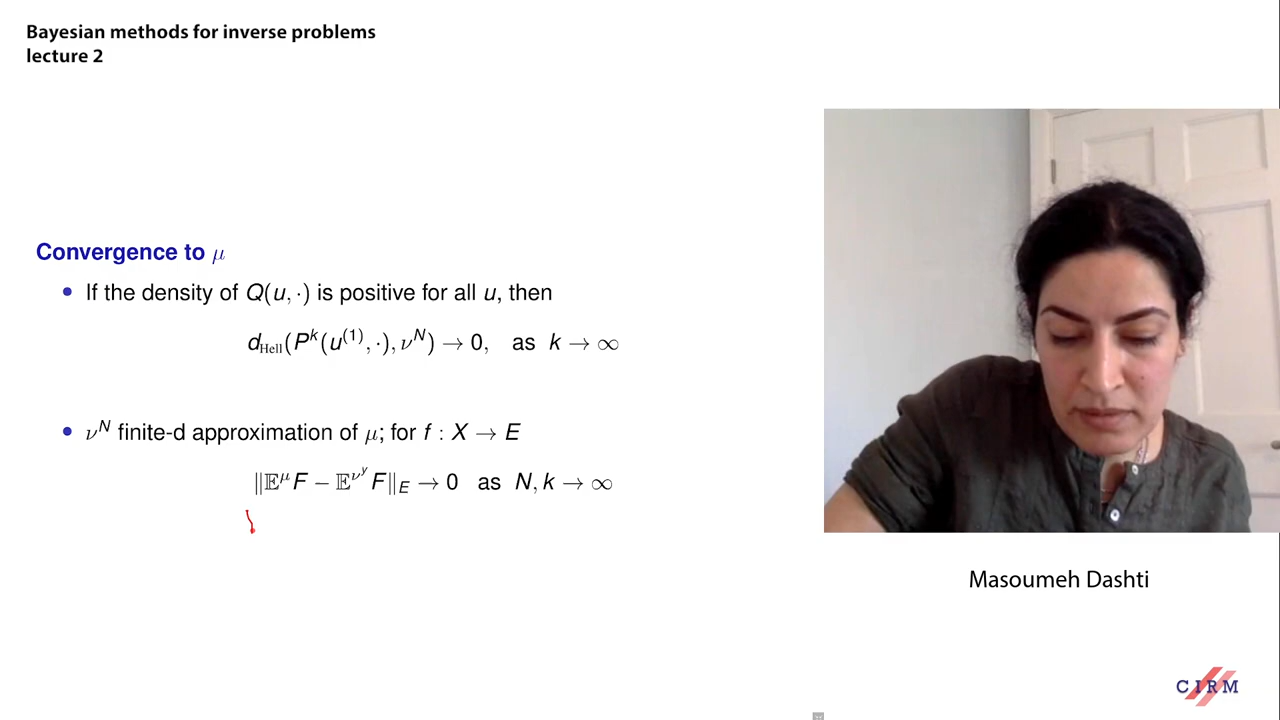 Bayesian methods for inverse problems
lecture 2
Convergence to μ
• If the density of Q(u, ·) is positive for all u, then
d_Hell(P^k(u^(1), ·), ν^N) → 0, as k → ∞
• ν^N finite-d approximation of μ; for f : X → E
‖𝔼^μ F − 𝔼^{ν^y} F‖_E → 0 as N, k → ∞
Masoumeh Dashti
CIRM